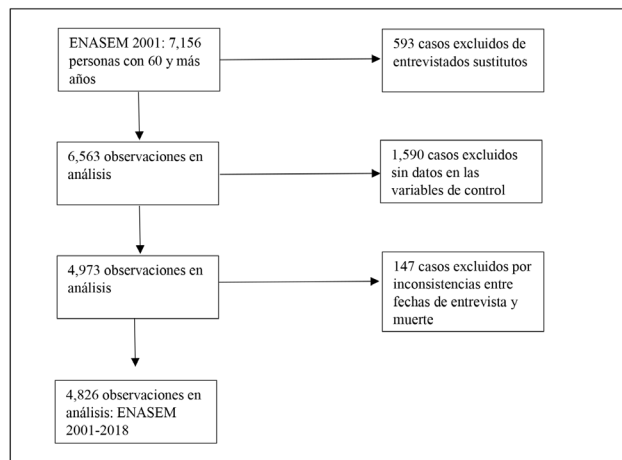 ENASEM 2001: 7,156
personas con 60 y más
años
593 casos excluidos de
entrevistados sustitutos
6,563 observaciones en
análisis
1,590 casos excluidos
sin datos en las
variables de control
4,973 observaciones en
análisis
147 casos excluidos por
inconsistencias entre
fechas de entrevista y
muerte
4,826 observaciones en
análisis: ENASEM
2001-2018